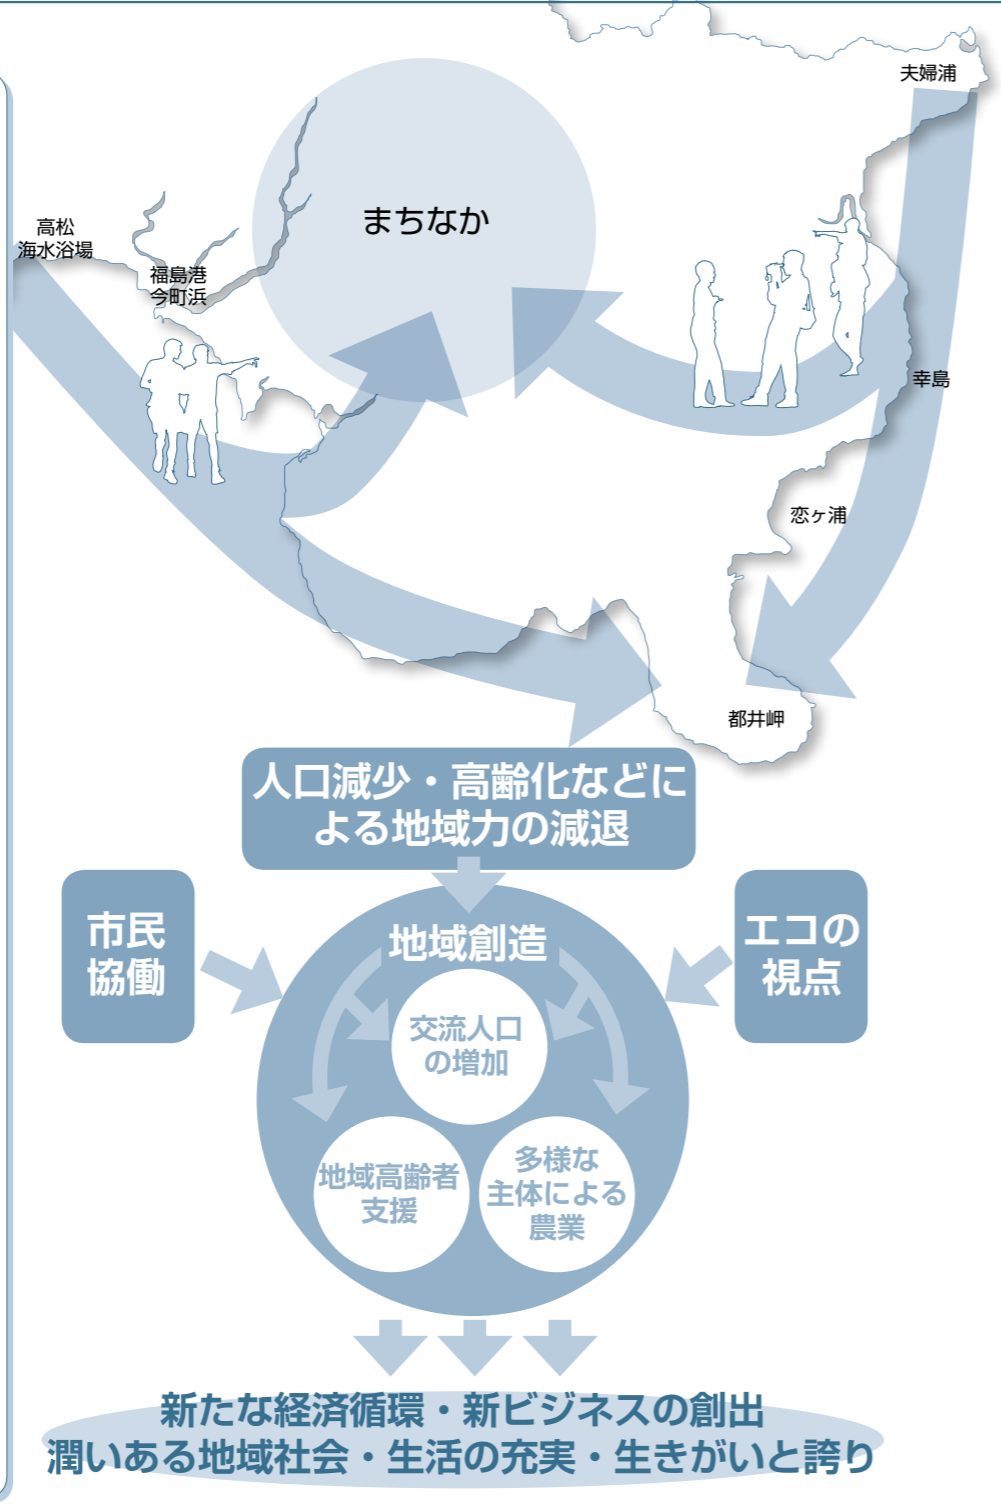 夫婦浦
まちなか
高松
海水浴場
福島港
今町浜
幸島
恋ヶ浦
都井岬
人口減少・高齢化などに
よる地域力の減退
市民
協働
地域創造
エコの
視点
交流人口
の増加
地域高齢者
支援
多様な
主体による
農業
新たな経済循環・新ビジネスの創出
潤いある地域社会・生活の充実・生きがいと誇り